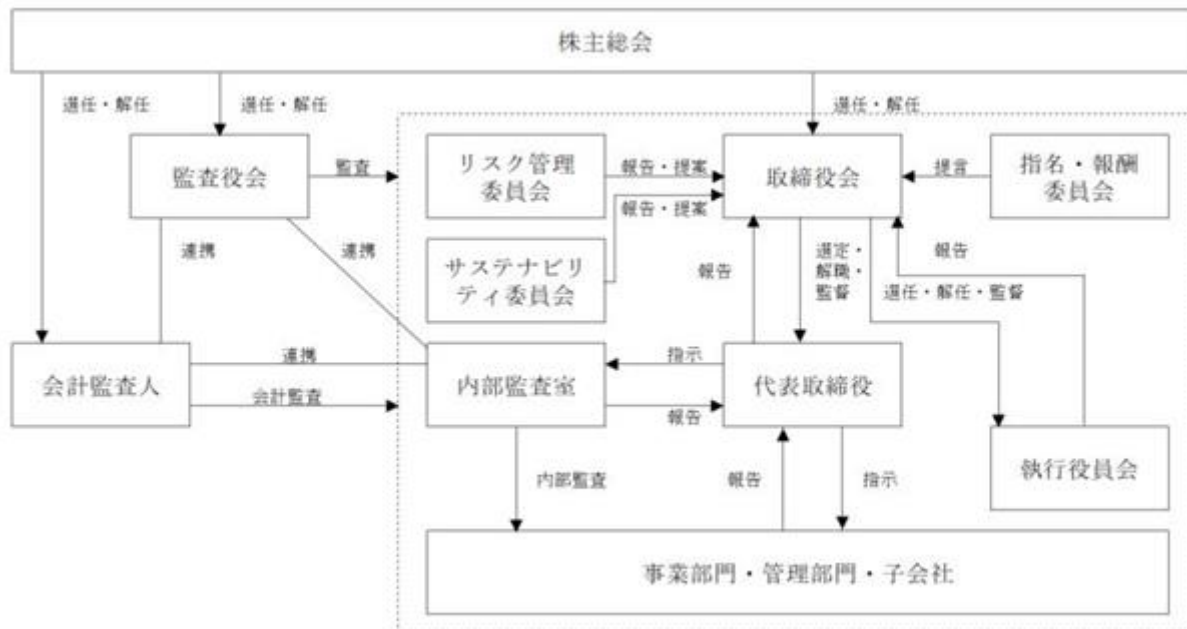 株主総会
選任・解任
選任・解任
選任・解任
監査役会
監査
リスク管理
委員会
報告・提案
取締役会
提言
指名・報酬
委員会
報告・提案
連携
連携
サステナビリ
ティ委員会
報告
選定・
解職・
監督
選任・解任・監督
報告
会計監査人
連携
会計監査
内部監査室
指示
報告
代表取締役
執行役員会
内部監査
報告
指示
事業部門・管理部門・子会社